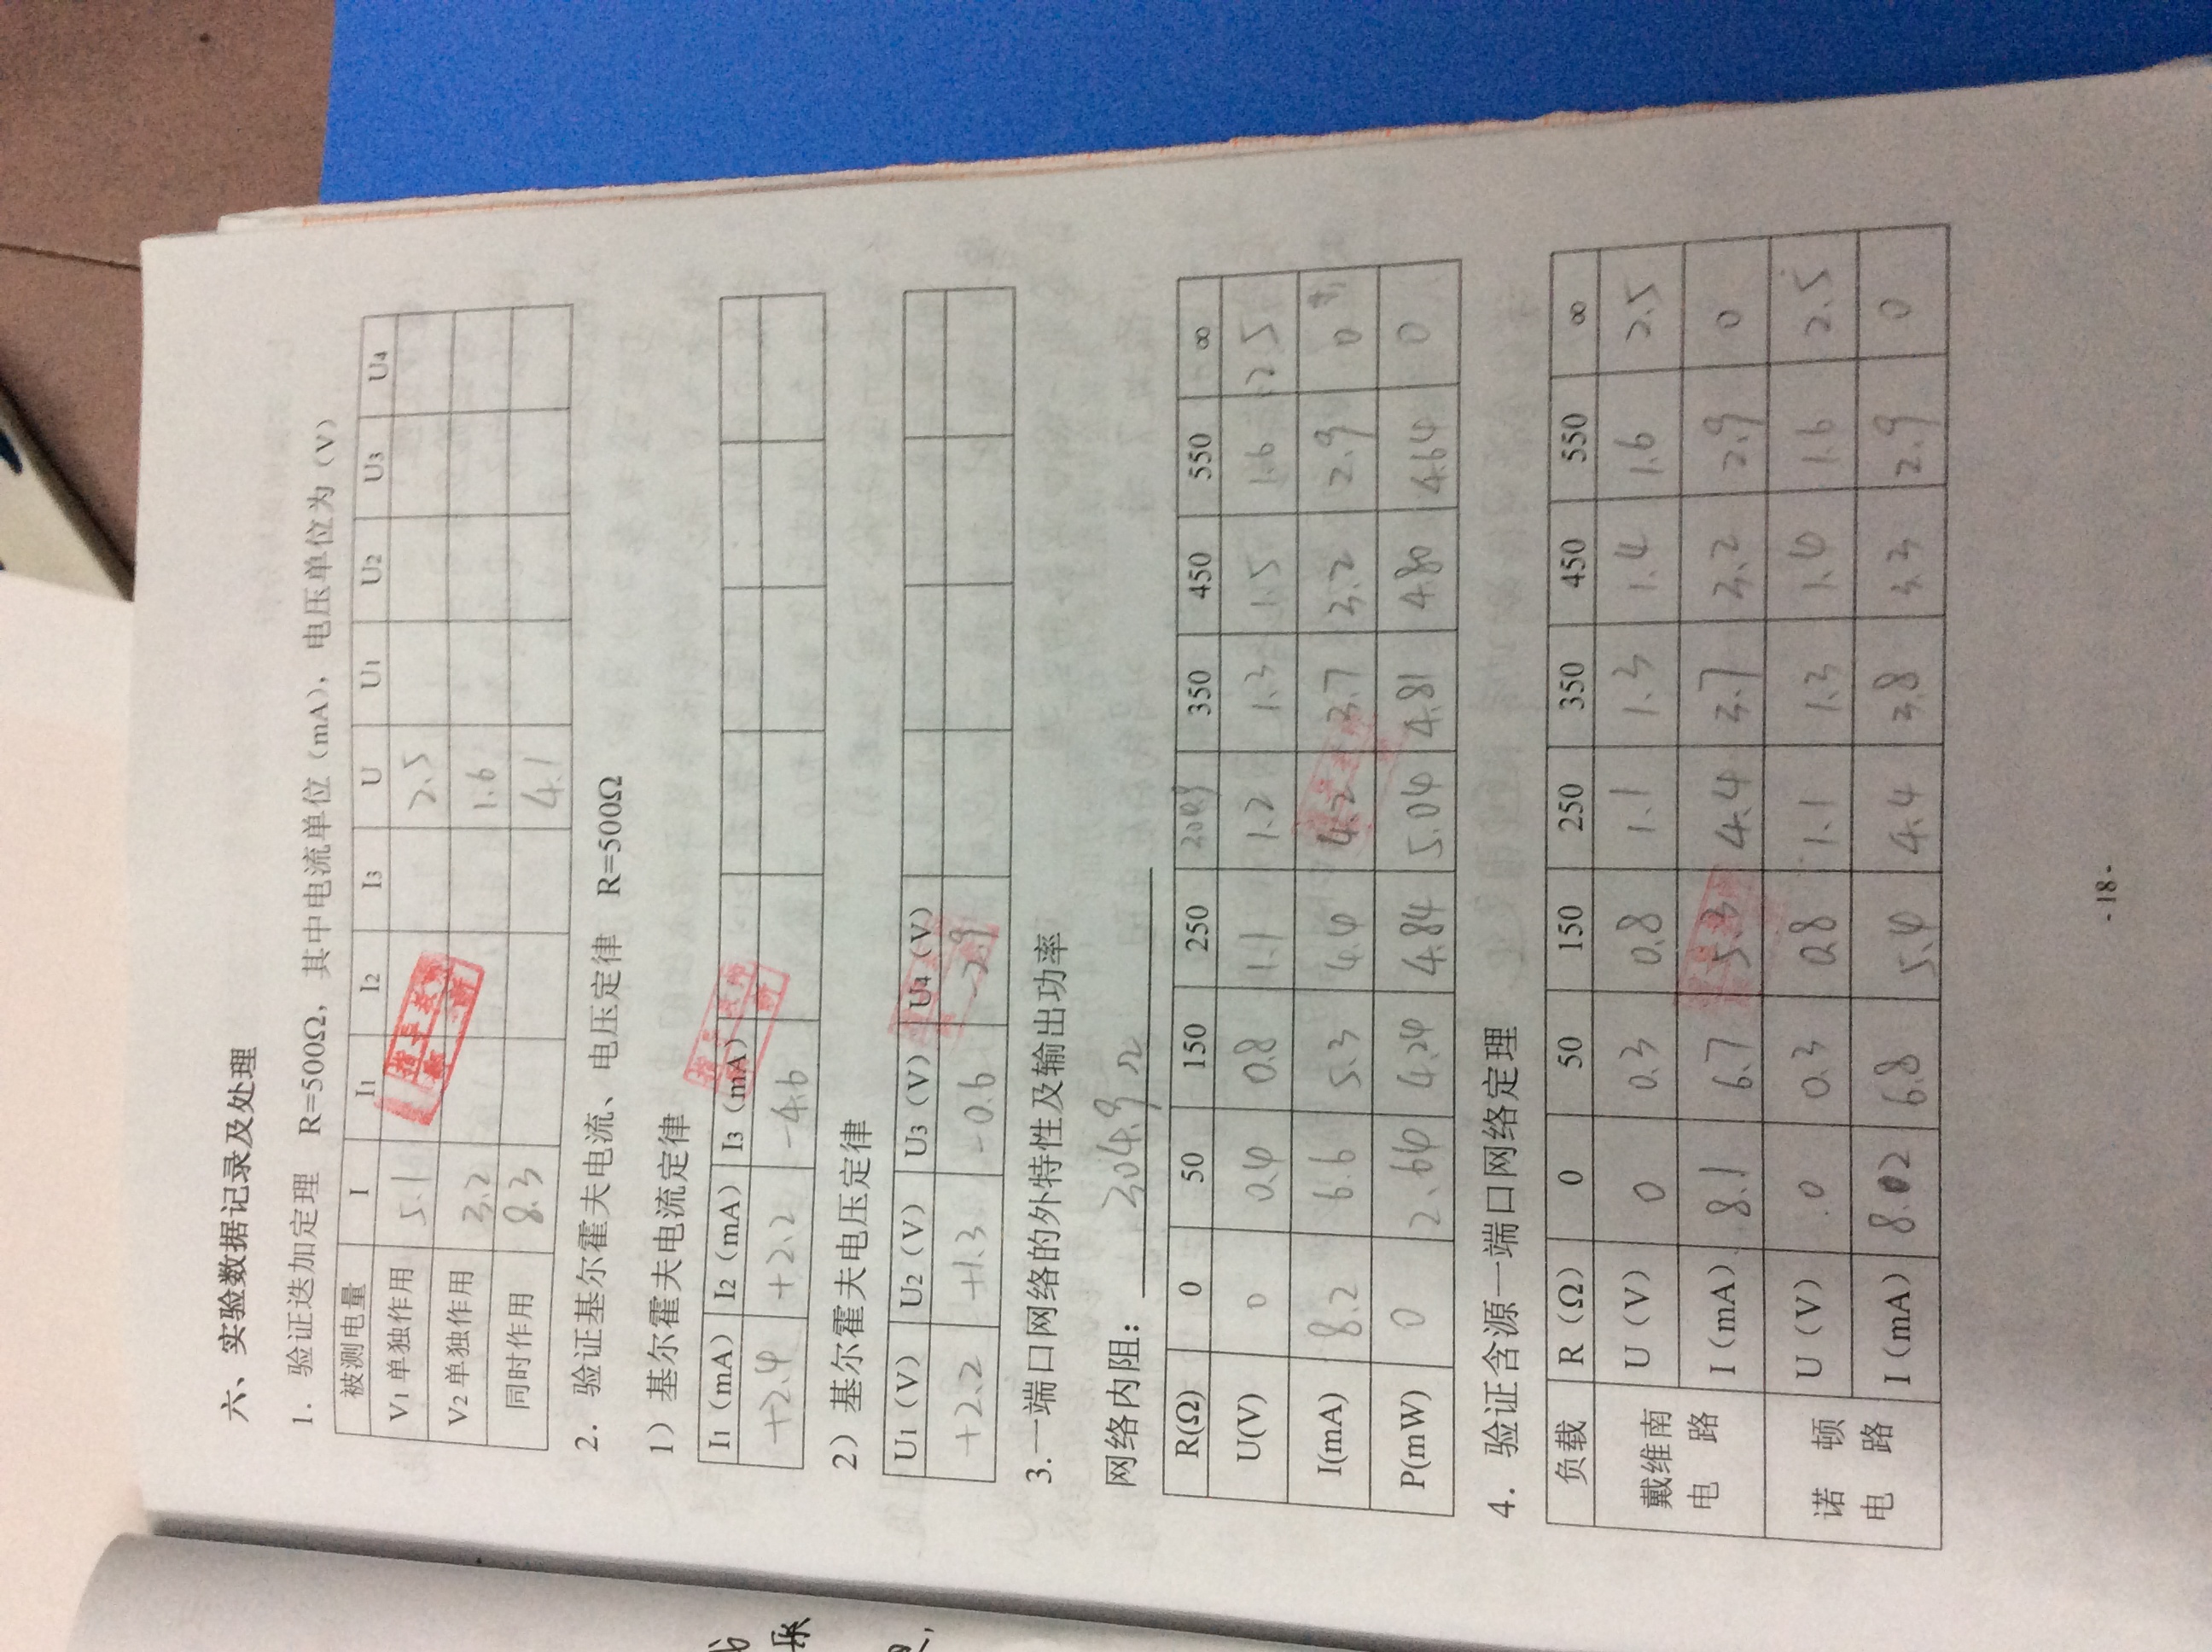 六、实验数据记录及处理
1. 验证迭加定理 R=500Ω, 其中电流单位(mA), 电压单位为(V)
被测电量 I I1 I2 I3 U U1 U2 U3 U4
V1单独作用 5.1 2.5
V2单独作用 3.2 1.6
同时作用 8.3 4.1
2. 验证基尔霍夫电流、电压定律 R=500Ω
1) 基尔霍夫电流定律
I1(mA) I2(mA) I3(mA)
+2.4 +2.2 -4.6
2) 基尔霍夫电压定律
U1(V) U2(V) U3(V) U4(V)
+2.2 +1.3 -0.6 -2.9
3.一端口网络的外特性及输出功率
网络内阻: 304.9Ω
R(Ω) 0 50 150 250 350 450 550 ∞
U(V) 0 0.4 0.8 1.1 1.2 1.3 1.5 1.6 2.5
I(mA) 8.2 6.6 5.3 4.4 4.2 3.7 3.2 2.9 0
P(mW) 0 2.64 4.24 4.84 5.04 4.81 4.80 4.64 0
4. 验证含源一端口网络定理
负载 R(Ω) 0 50 150 250 350 450 550 ∞
戴维南电路 U(V) 0 0.3 0.8 1.1 1.3 1.4 1.6 2.5
I(mA) 8.1 6.7 5.3 4.4 3.7 3.2 2.9 0
诺顿电路 U(V) 0 0.3 0.8 1.1 1.3 1.4 1.6 2.5
I(mA) 8.02 6.8 5.4 4.4 3.8 3.3 2.9 0
- 18 -